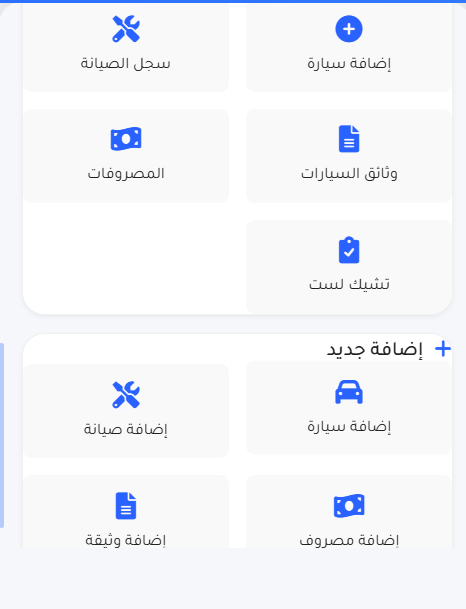 إضافة سيارة
سجل الصيانة
وثائق السيارات
المصروفات
تشيك لست
إضافة جديد
إضافة سيارة
إضافة صيانة
إضافة مصروف
إضافة وثيقة